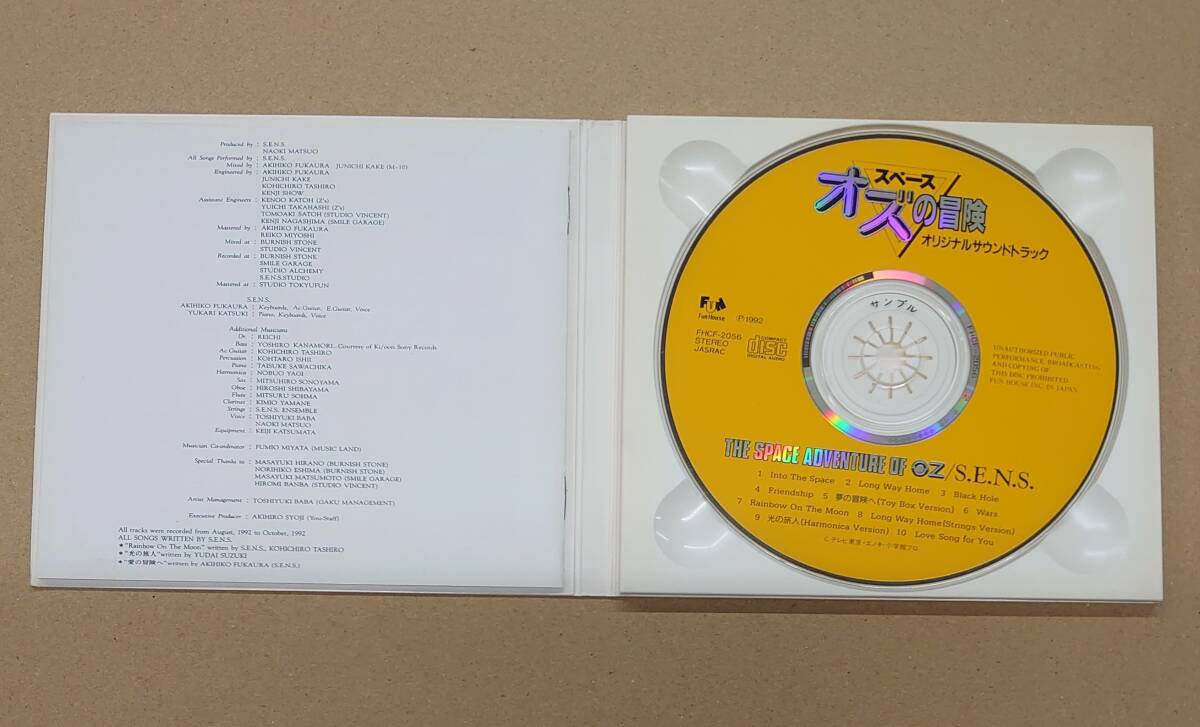 Produced by : S.E.N.S.
NAOKI MATSUO
All Songs Performed by : S.E.N.S.
Mixed by : AKIHIKO FUKAURA JUNICHI KAKE (M-10)
Engineered by : AKIHIKO FUKAURA
JUNICHI KAKE
KOHICHIRO TASHIRO
KENJI SHOW
Assistant Engineers : KENGO KATOH (Z's)
YUICHI TAKAHASHI (Z's)
TOMOAKI SATOH (STUDIO VINCENT)
KENJI NAGASHIMA (SMILE GARAGE)
Mastered by : AKIHIKO FUKAURA
REIKO MIYOSHI
Mixed at : BURNISH STONE
STUDIO VINCENT
Recorded at : BURNISH STONE
SMILE GARAGE
STUDIO ALCHEMY
S.E.N.S.STUDIO
Mastered at : STUDIO TOKYUFUN
S.E.N.S.
AKIHIKO FUKAURA : Keyboards, Ac.Guitar, E.Guitar, Voice
YUKARI KATSUKI : Piano, Keyboards, Voice
Additional Musicians
Dr. : REICHI
Bass : YOSHIRO KANAMORI...Courtesy of Ki/oon Sony Records
Ac.Guitar : KOHICHIRO TASHIRO
Percussion : KOHTARO ISHII
Piano : TAISUKE SAWACHIKA
Harmonica : NOBUO YAGI
Sax : MITSUHIRO SONOYAMA
Oboe : HIROSHI SHIBAYAMA
Flute : MITSURU SOHMA
Clarinet : KIMIO YAMANE
Strings : S.E.N.S. ENSEMBLE
Voice : TOSHIYUKI BABA
NAOKI MATSUO
Equipment : KEIJI KATSUMATA
Musician Co-ordinator : FUMIO MIYATA (MUSIC LAND)
Special Thanks to : MASAYUKI HIRANO (BURNISH STONE)
NORIHIKO ESHIMA (BURNISH STONE)
MASAYUKI MATSUMOTO (SMILE GARAGE)
HIROMI BANBA (STUDIO VINCENT)
Artist Management : TOSHIYUKI BABA (GAKU MANAGEMENT)
Executive Producer : AKIHIRO SYOJI (You-Staff)
All tracks were recorded from August, 1992 to October, 1992
ALL SONGS WRITTEN BY S.E.N.S.
★"Rainbow On The Moon" written by S.E.N.S., KOHICHIRO TASHIRO
★"光の旅人"written by YUDAI SUZUKI
★"愛の冒険へ"written by AKIHIKO FUKAURA (S.E.N.S.)
スペース
オズの冒険
オリジナルサウンドトラック
サンプル
FUN
FunHouse
Ⓟ1992
FHCF-2056
STEREO
JASRAC
COMPACT
disc
DIGITAL AUDIO
UNAUTHORIZED PUBLIC
PERFORMANCE, BROADCASTING,
AND COPYING OF
THIS DISC PROHIBITED
FUN HOUSE INC. IN JAPAN
THE SPACE ADVENTURE OF OZ/S.E.N.S.
1 Into The Space 2 Long Way Home 3 Black Hole
4 Friendship 5 夢の冒険へ(Toy Box Version) 6 Wars
7 Rainbow On The Moon 8 Long Way Home(Strings Version)
9 光の旅人(Harmonica Version) 10 Love Song for You
C テレビ東京・エノキ・小学館プロ